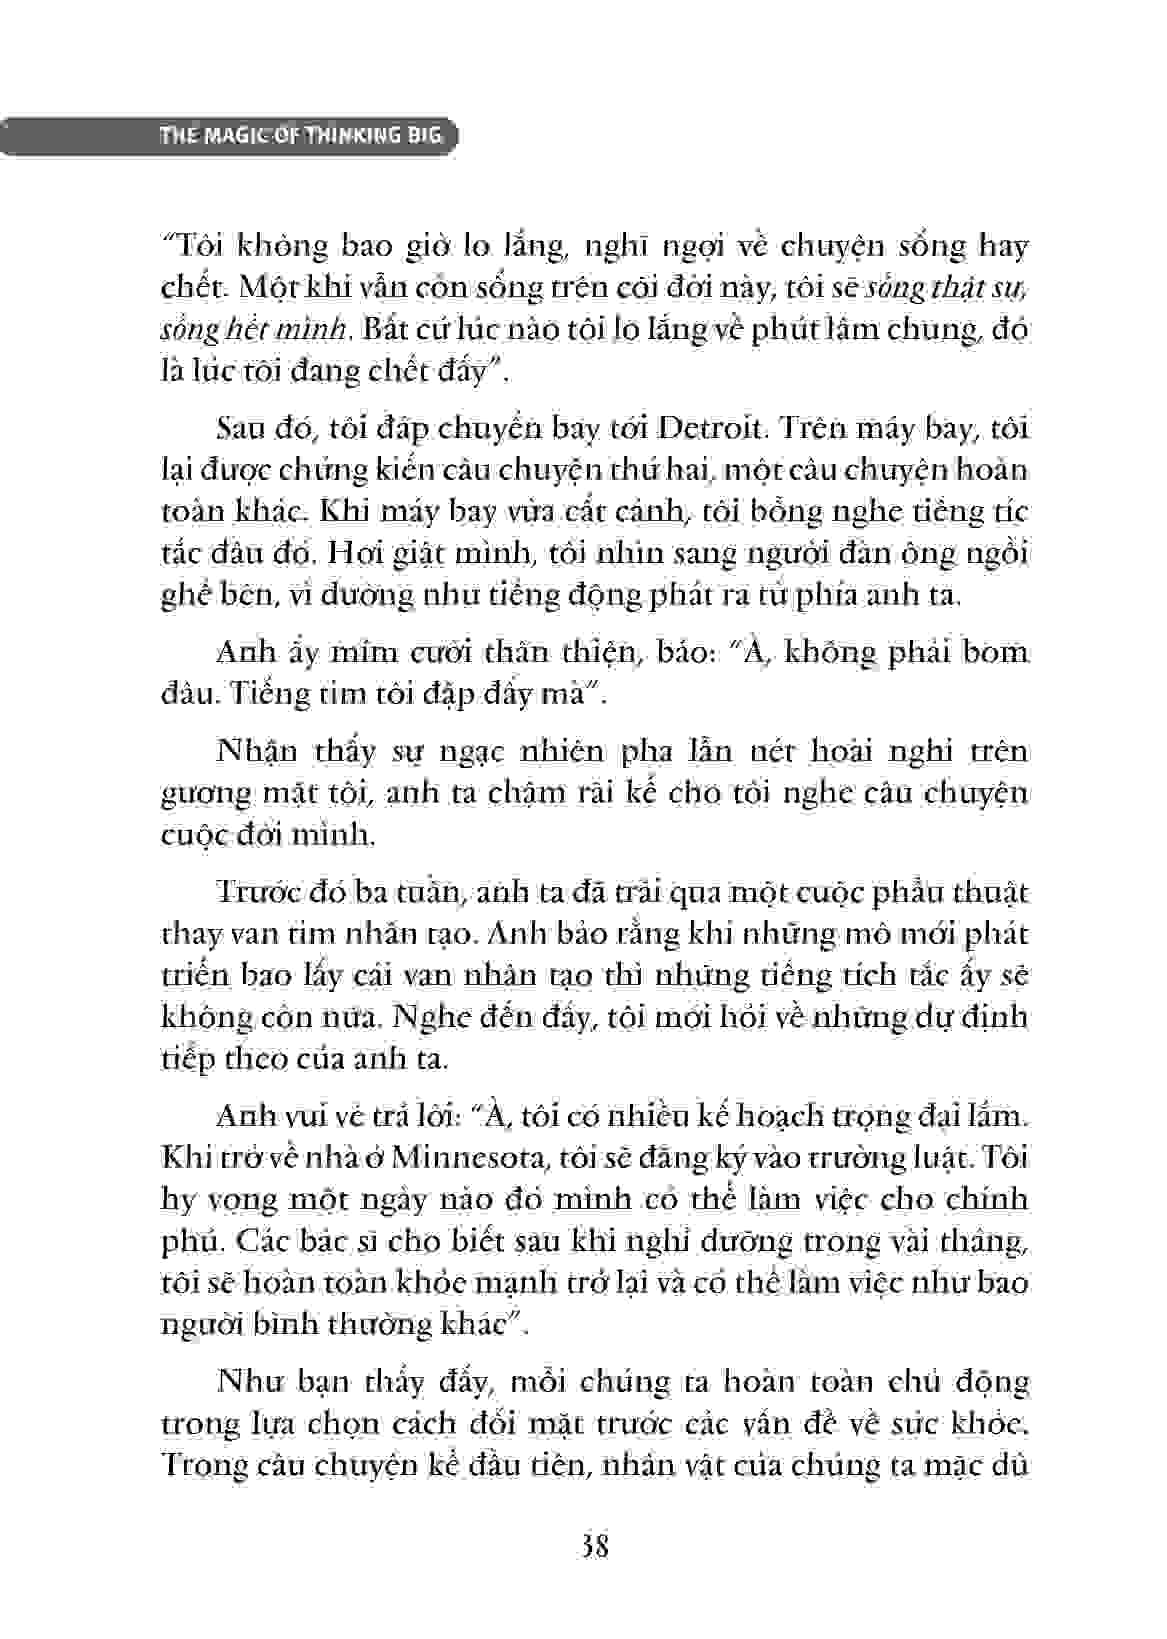 THE MAGIC OF THINKING BIG
“Tôi không bao giờ lo lắng, nghĩ ngợi về chuyện sống hay
chết. Một khi vẫn còn sống trên cõi đời này, tôi sẽ sống thật sự,
sống hết mình. Bất cứ lúc nào tôi lo lắng về phút lâm chung, đó
là lúc tôi đang chết đấy”.
Sau đó, tôi đáp chuyến bay tới Detroit. Trên máy bay, tôi
lại được chứng kiến câu chuyện thứ hai, một câu chuyện hoàn
toàn khác. Khi máy bay vừa cất cánh, tôi bỗng nghe tiếng tíc
tắc đâu đó. Hơi giật mình, tôi nhìn sang người đàn ông ngồi
ghế bên, vì dường như tiếng động phát ra từ phía anh ta.
Anh ấy mỉm cười thân thiện, bảo: “À, không phải bom
đâu. Tiếng tim tôi đập đấy mà”.
Nhận thấy sự ngạc nhiên pha lẫn nét hoài nghi trên
gương mặt tôi, anh ta chậm rãi kể cho tôi nghe câu chuyện
cuộc đời mình.
Trước đó ba tuần, anh ta đã trải qua một cuộc phẫu thuật
thay van tim nhân tạo. Anh bảo rằng khi những mô mới phát
triển bao lấy cái van nhân tạo thì những tiếng tích tắc ấy sẽ
không còn nữa. Nghe đến đấy, tôi mới hỏi về những dự định
tiếp theo của anh ta.
Anh vui vẻ trả lời: “À, tôi có nhiều kế hoạch trọng đại lắm.
Khi trở về nhà ở Minnesota, tôi sẽ đăng ký vào trường luật. Tôi
hy vọng một ngày nào đó mình có thể làm việc cho chính
phủ. Các bác sĩ cho biết sau khi nghỉ dưỡng trong vài tháng,
tôi sẽ hoàn toàn khỏe mạnh trở lại và có thể làm việc như bao
người bình thường khác”.
Như bạn thấy đấy, mỗi chúng ta hoàn toàn chủ động
trong lựa chọn cách đối mặt trước các vấn đề về sức khỏe.
Trong câu chuyện kể đầu tiên, nhân vật của chúng ta mặc dù
38